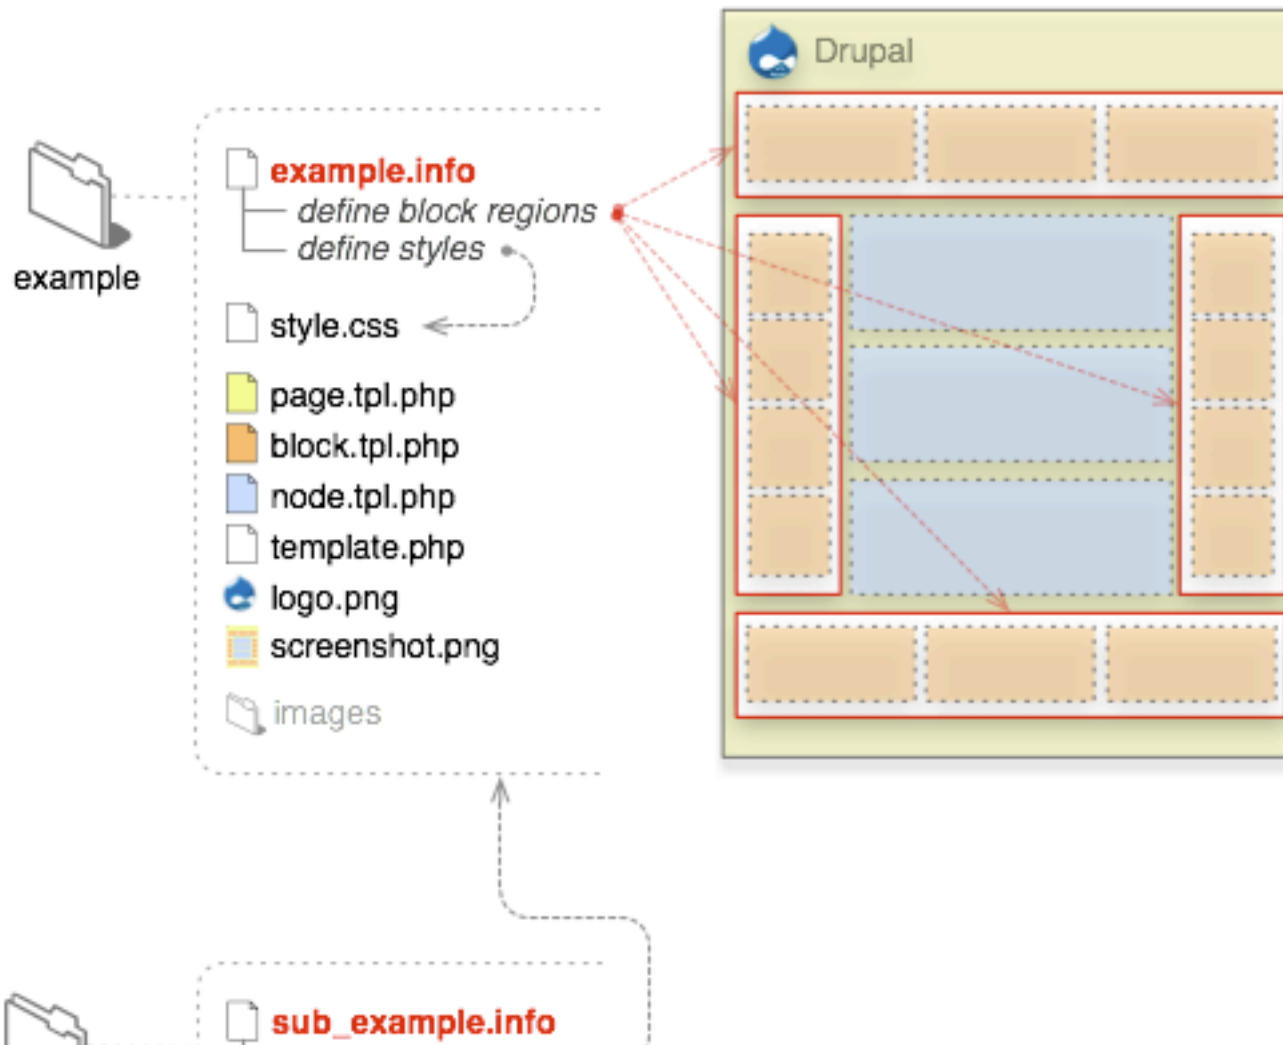 Drupal
example.info
define block regions
define styles
example
style.css
page.tpl.php
block.tpl.php
node.tpl.php
template.php
logo.png
screenshot.png
images
sub_example.info